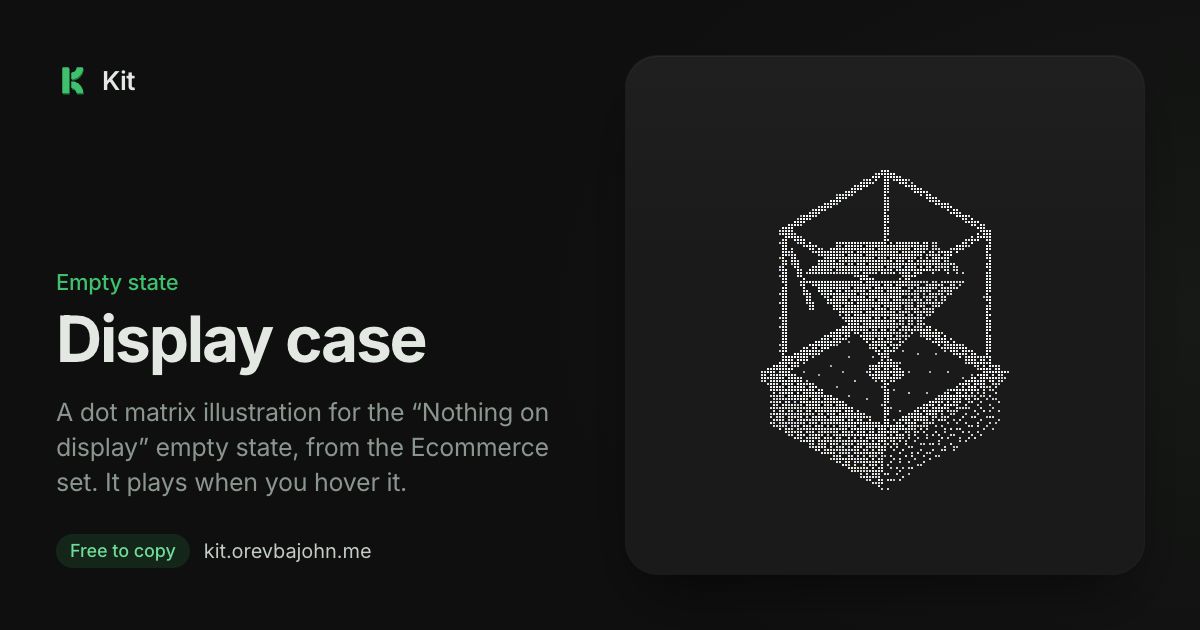 Kit
Empty state
Display case
A dot matrix illustration for the “Nothing on
display” empty state, from the Ecommerce
set. It plays when you hover it.
Free to copy
kit.orevbajohn.me